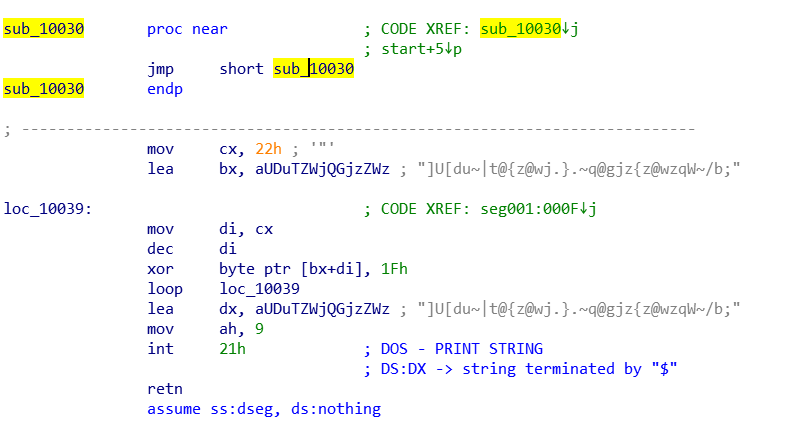 sub_10030 proc near ; CODE XREF: sub_10030↓j
; start+5↓p
jmp short sub_10030
sub_10030 endp
; ---------------------------------------------------------------------------
mov cx, 22h ; '"'
lea bx, aUDuTZWjQGjzZWz ; "]U[du~|t@{z@wj.}.~q@gjz{z@wzqW~/b;"
loc_10039: ; CODE XREF: seg001:000F↓j
mov di, cx
dec di
xor byte ptr [bx+di], 1Fh
loop loc_10039
lea dx, aUDuTZWjQGjzZWz ; "]U[du~|t@{z@wj.}.~q@gjz{z@wzqW~/b;"
mov ah, 9
int 21h ; DOS - PRINT STRING
; DS:DX -> string terminated by "$"
retn
assume ss:dseg, ds:nothing